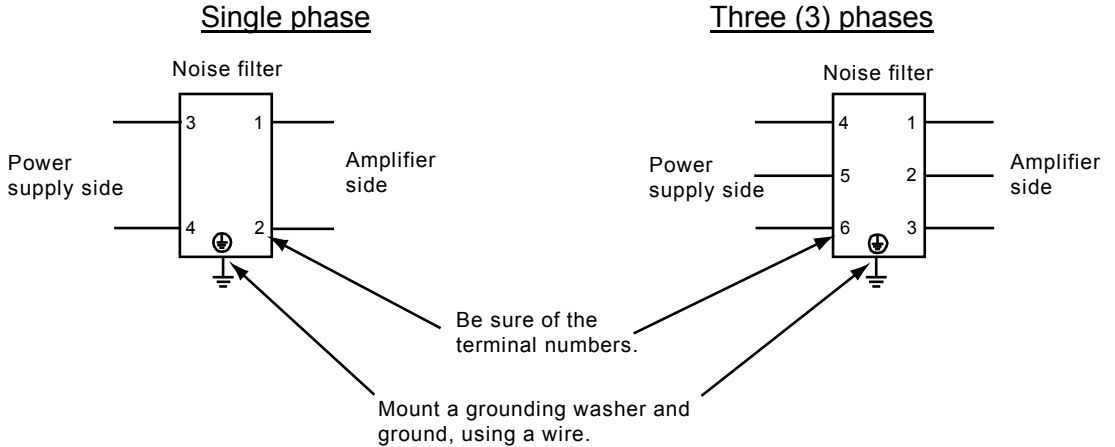 Single phase
Three (3) phases
Noise filter
3
1
Power
supply side
Amplifier
side
4
2
Noise filter
4
1
Power
supply side
5
2
Amplifier
side
6
3
Be sure of the
terminal numbers.
Mount a grounding washer and
ground, using a wire.